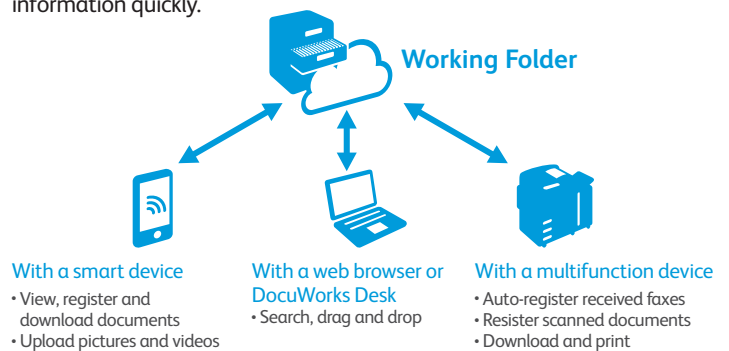 information quickly.
Working Folder
With a smart device
• View, register and
download documents
• Upload pictures and videos
With a web browser or
DocuWorks Desk
• Search, drag and drop
With a multifunction device
• Auto-register received faxes
• Resister scanned documents
• Download and print